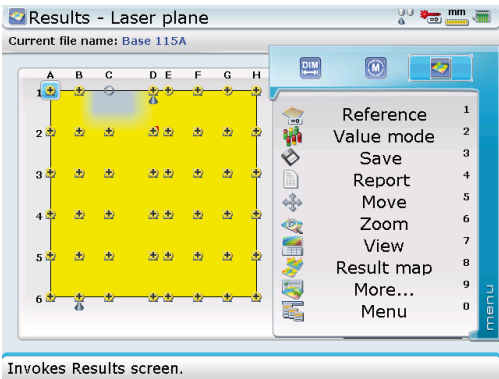 Results - Laser plane
mm
Current file name: Base 115A
DIM
M
A B C D E F G H
1
2
3
4
5
6
Reference 1
Value mode 2
Save 3
Report 4
Move 5
Zoom 6
View 7
Result map 8
More... 9
Menu 0
menu
Invokes Results screen.